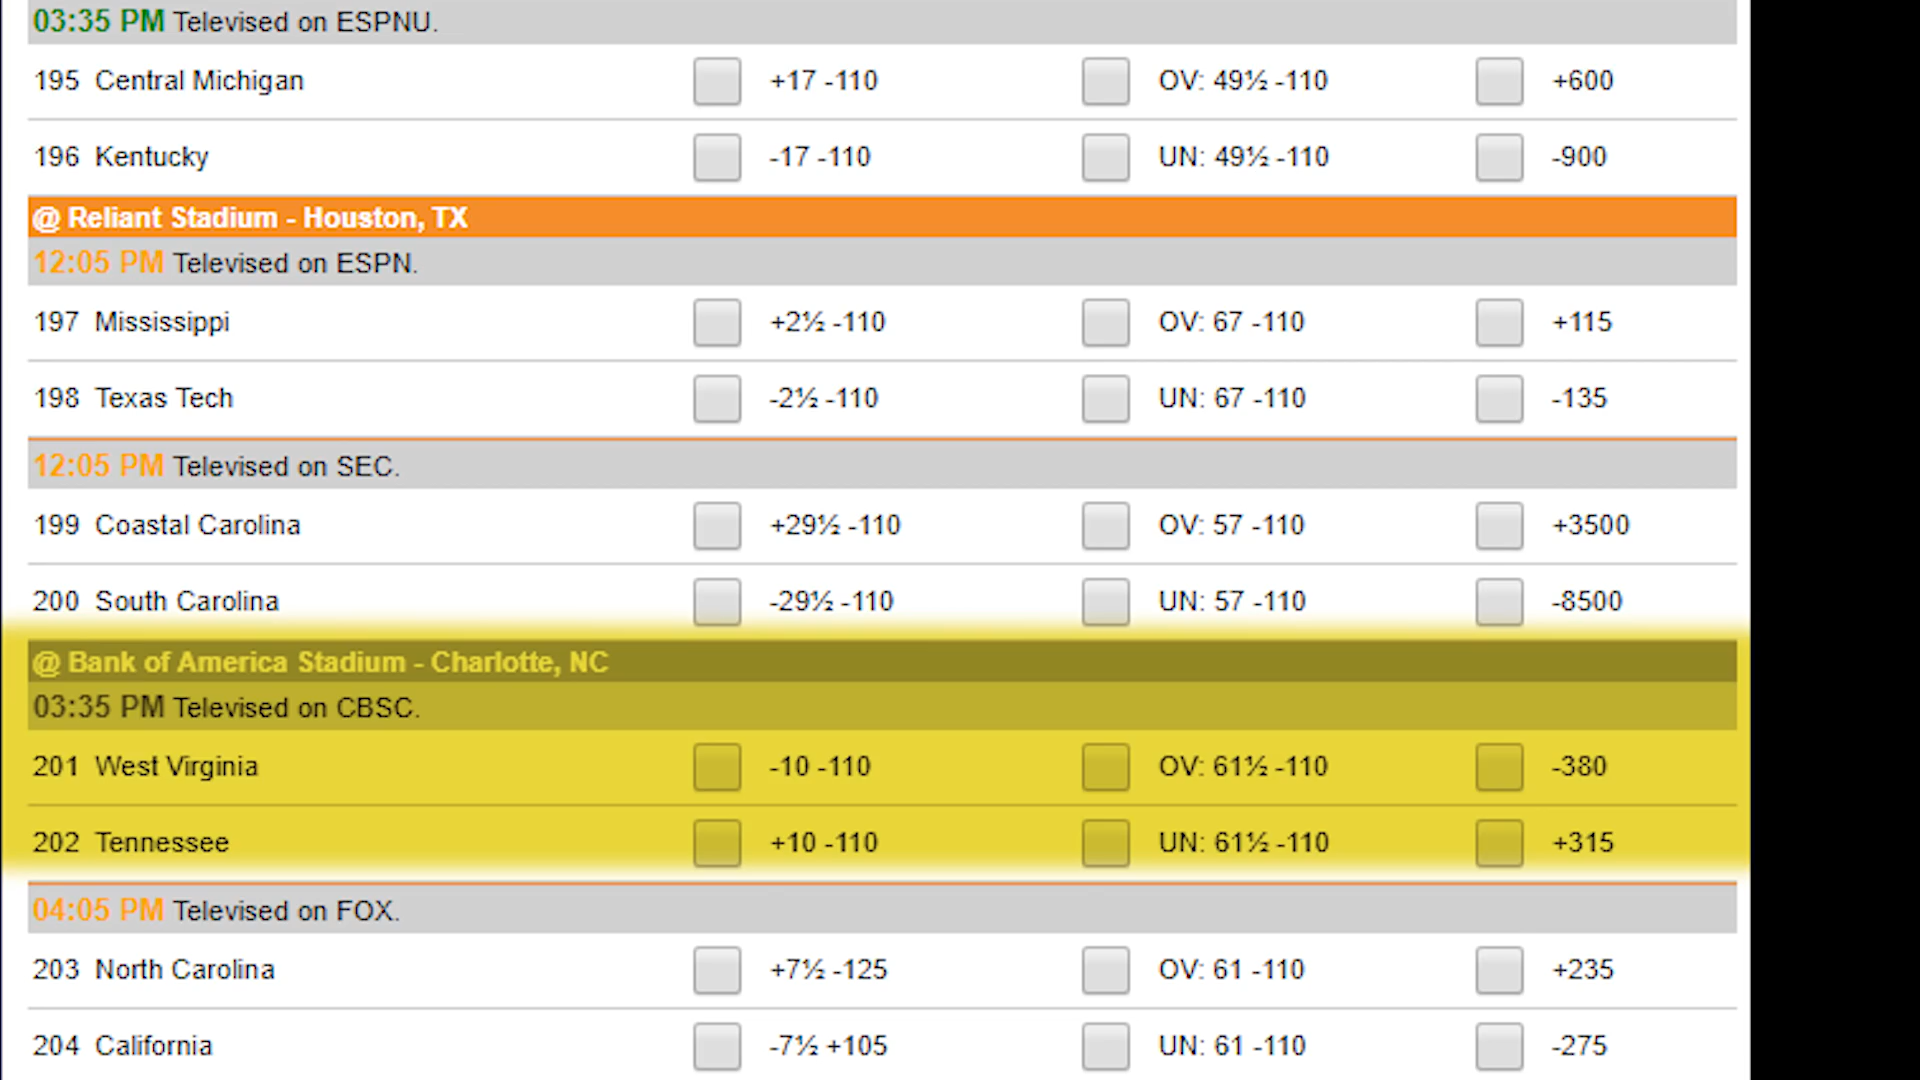 03:35 PM Televised on ESPNU.
195 Central Michigan +17 -110 OV: 49½ -110 +600
196 Kentucky -17 -110 UN: 49½ -110 -900
@ Reliant Stadium - Houston, TX
12:05 PM Televised on ESPN.
197 Mississippi +2½ -110 OV: 67 -110 +115
198 Texas Tech -2½ -110 UN: 67 -110 -135
12:05 PM Televised on SEC.
199 Coastal Carolina +29½ -110 OV: 57 -110 +3500
200 South Carolina -29½ -110 UN: 57 -110 -8500
@ Bank of America Stadium - Charlotte, NC
03:35 PM Televised on CBSC.
201 West Virginia -10 -110 OV: 61½ -110 -380
202 Tennessee +10 -110 UN: 61½ -110 +315
04:05 PM Televised on FOX.
203 North Carolina +7½ -125 OV: 61 -110 +235
204 California -7½ +105 UN: 61 -110 -275